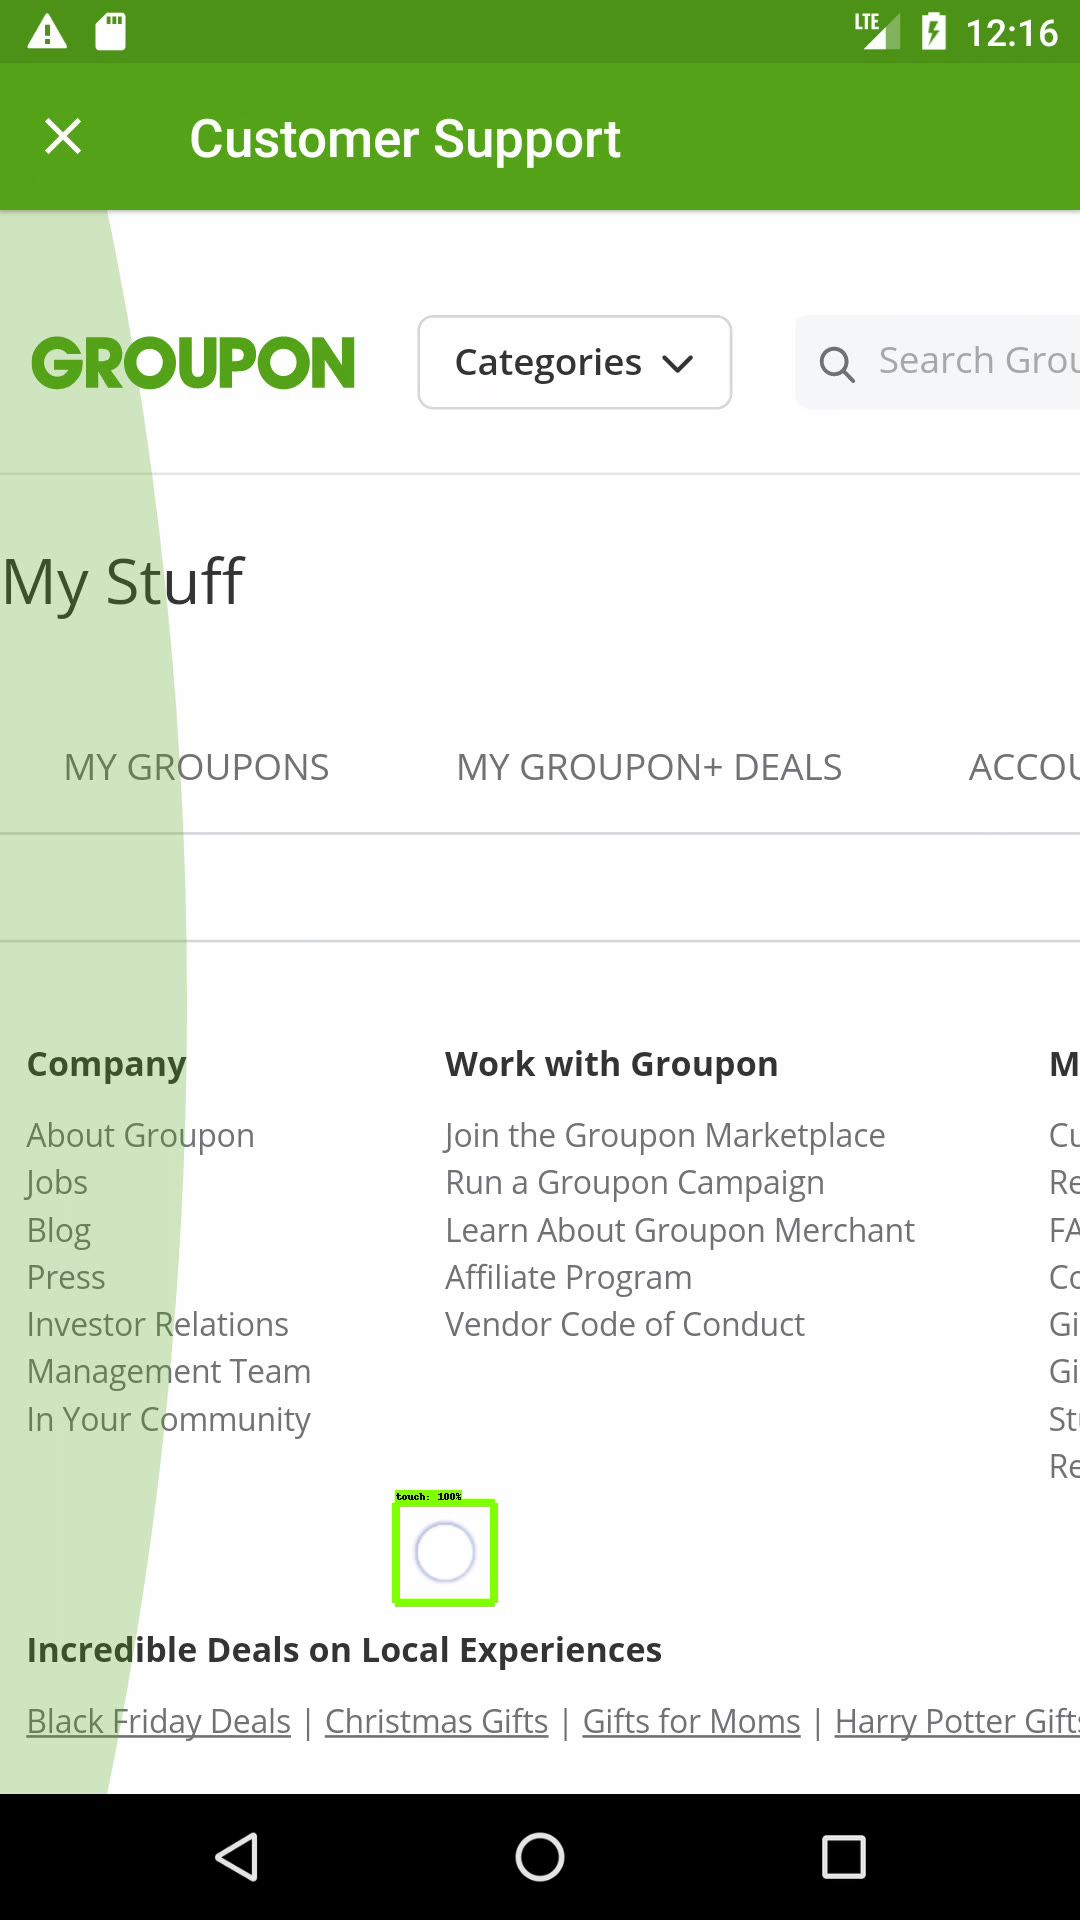 LTE 12:16
Customer Support
GROUPON Categories Search Grou
My Stuff
MY GROUPONS MY GROUPON+ DEALS ACCOU
Company Work with Groupon M
About Groupon Join the Groupon Marketplace Cu
Jobs Run a Groupon Campaign Re
Blog Learn About Groupon Merchant FA
Press Affiliate Program Co
Investor Relations Vendor Code of Conduct Gi
Management Team Gi
In Your Community Stu
Re
touch: 100%
Incredible Deals on Local Experiences
Black Friday Deals | Christmas Gifts | Gifts for Moms | Harry Potter Gifts